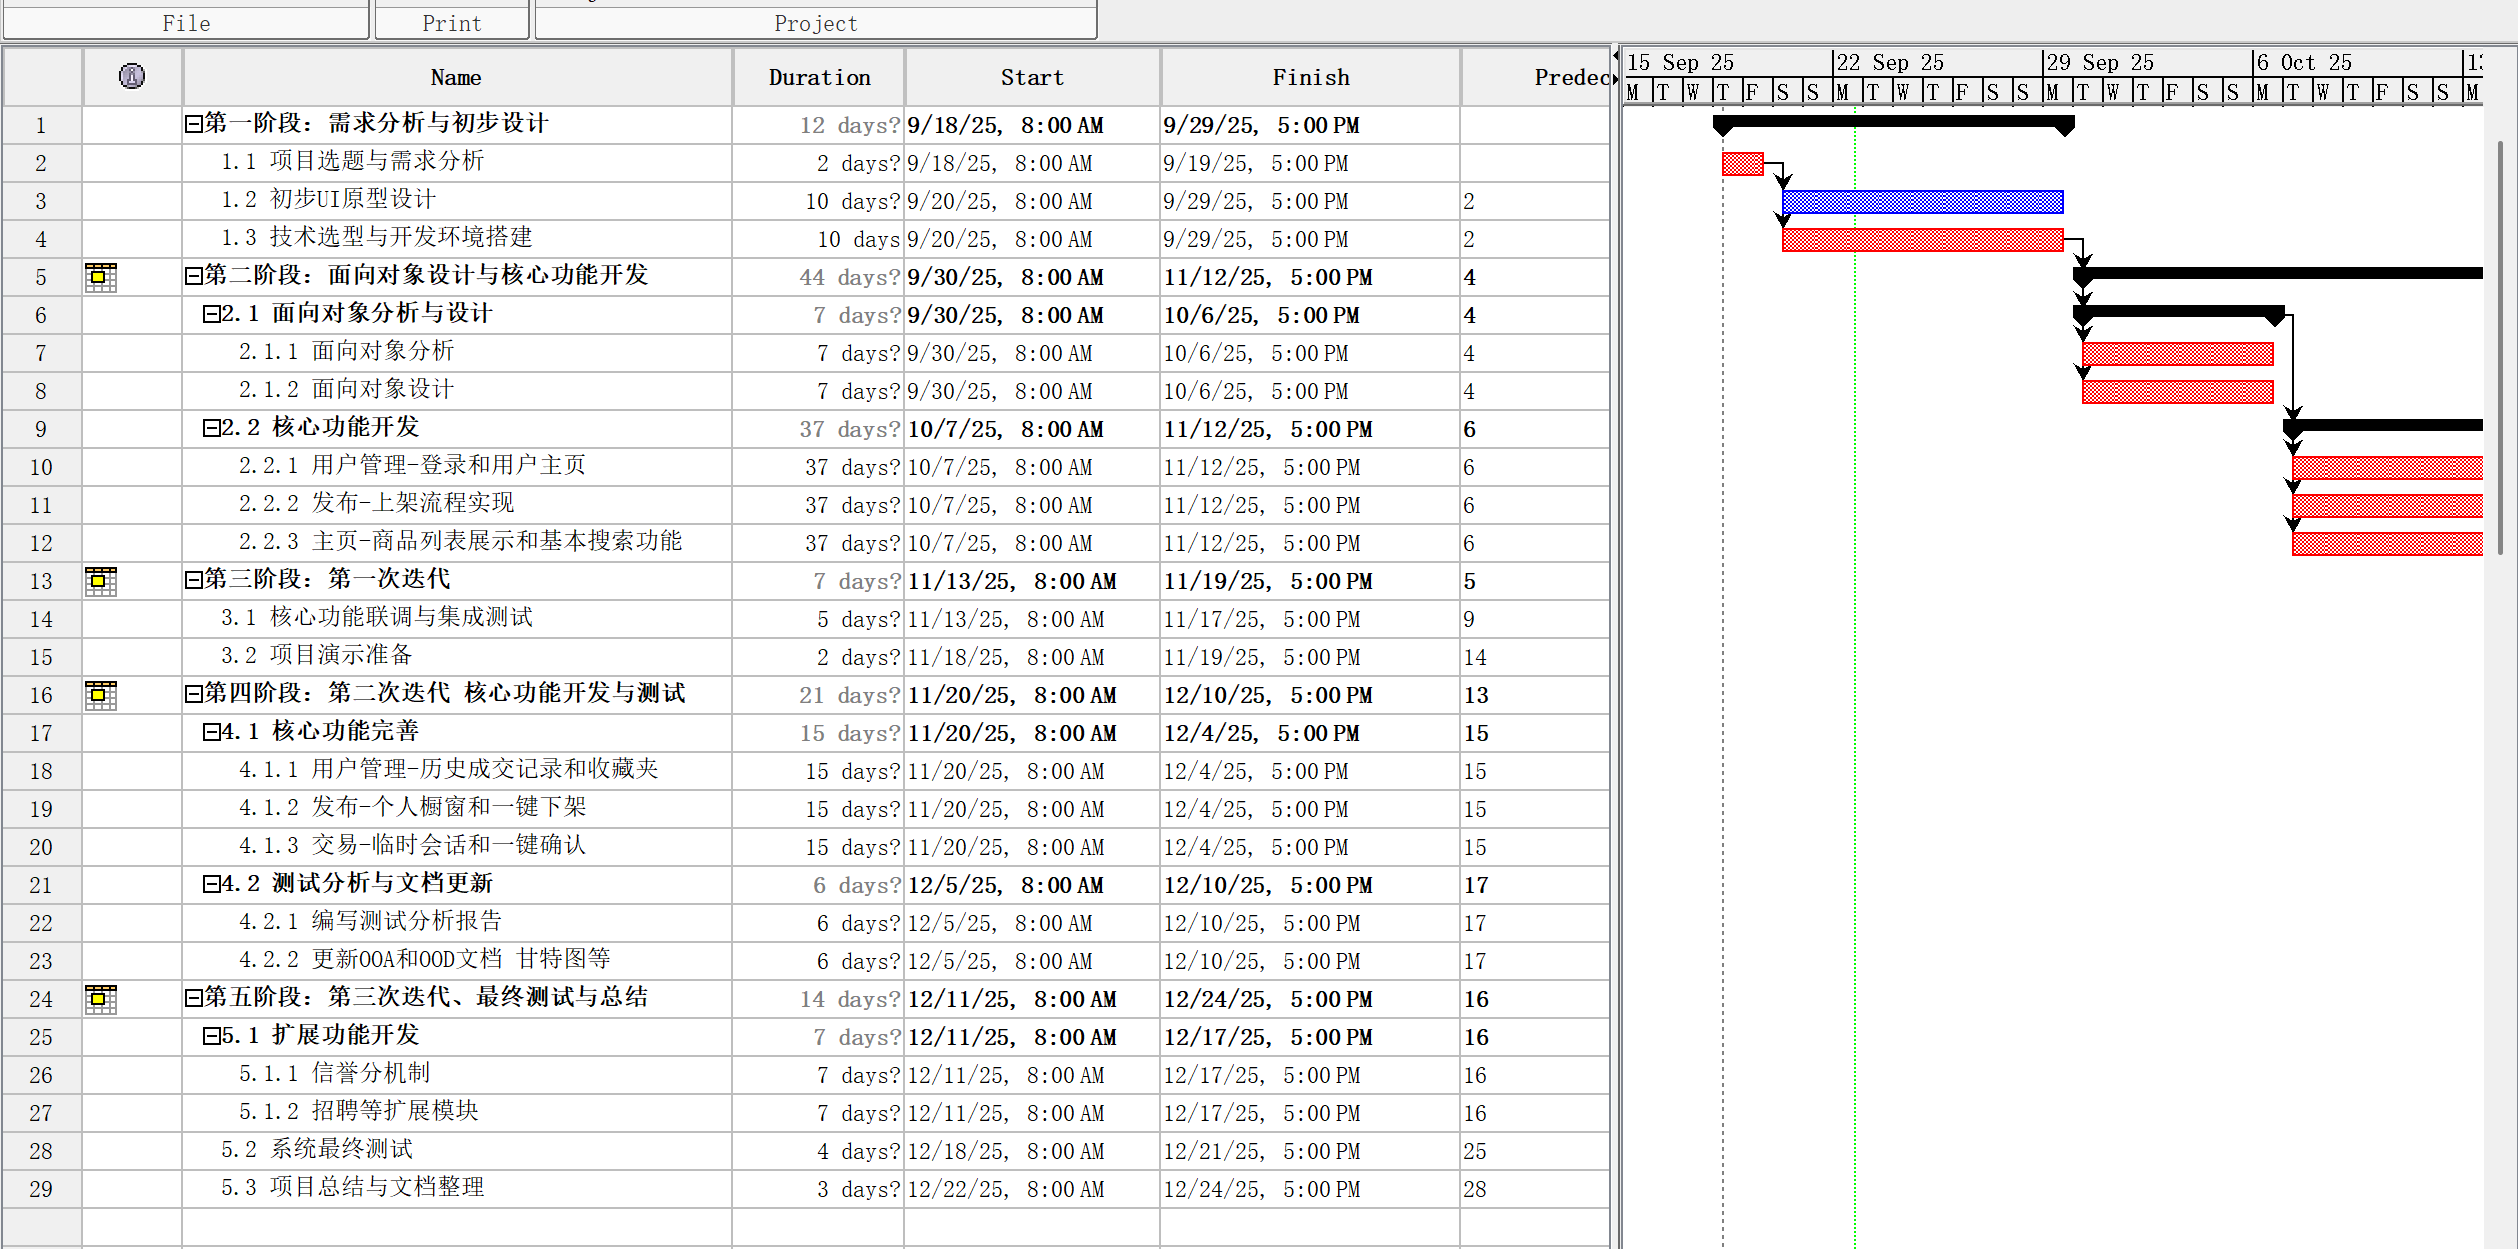 File Print Project
Name Duration Start Finish Predec
15 Sep 25 22 Sep 25 29 Sep 25 6 Oct 25
M T W T F S S M T W T F S S M T W T F S S M T W T F S S M
1 第一阶段：需求分析与初步设计 12 days? 9/18/25, 8:00 AM 9/29/25, 5:00 PM
2 1.1 项目选题与需求分析 2 days? 9/18/25, 8:00 AM 9/19/25, 5:00 PM
3 1.2 初步UI原型设计 10 days? 9/20/25, 8:00 AM 9/29/25, 5:00 PM 2
4 1.3 技术选型与开发环境搭建 10 days 9/20/25, 8:00 AM 9/29/25, 5:00 PM 2
5 第二阶段：面向对象设计与核心功能开发 44 days? 9/30/25, 8:00 AM 11/12/25, 5:00 PM 4
6 2.1 面向对象分析与设计 7 days? 9/30/25, 8:00 AM 10/6/25, 5:00 PM 4
7 2.1.1 面向对象分析 7 days? 9/30/25, 8:00 AM 10/6/25, 5:00 PM 4
8 2.1.2 面向对象设计 7 days? 9/30/25, 8:00 AM 10/6/25, 5:00 PM 4
9 2.2 核心功能开发 37 days? 10/7/25, 8:00 AM 11/12/25, 5:00 PM 6
10 2.2.1 用户管理-登录和用户主页 37 days? 10/7/25, 8:00 AM 11/12/25, 5:00 PM 6
11 2.2.2 发布-上架流程实现 37 days? 10/7/25, 8:00 AM 11/12/25, 5:00 PM 6
12 2.2.3 主页-商品列表展示和基本搜索功能 37 days? 10/7/25, 8:00 AM 11/12/25, 5:00 PM 6
13 第三阶段：第一次迭代 7 days? 11/13/25, 8:00 AM 11/19/25, 5:00 PM 5
14 3.1 核心功能联调与集成测试 5 days? 11/13/25, 8:00 AM 11/17/25, 5:00 PM 9
15 3.2 项目演示准备 2 days? 11/18/25, 8:00 AM 11/19/25, 5:00 PM 14
16 第四阶段：第二次迭代 核心功能开发与测试 21 days? 11/20/25, 8:00 AM 12/10/25, 5:00 PM 13
17 4.1 核心功能完善 15 days? 11/20/25, 8:00 AM 12/4/25, 5:00 PM 15
18 4.1.1 用户管理-历史成交记录和收藏夹 15 days? 11/20/25, 8:00 AM 12/4/25, 5:00 PM 15
19 4.1.2 发布-个人橱窗和一键下架 15 days? 11/20/25, 8:00 AM 12/4/25, 5:00 PM 15
20 4.1.3 交易-临时会话和一键确认 15 days? 11/20/25, 8:00 AM 12/4/25, 5:00 PM 15
21 4.2 测试分析与文档更新 6 days? 12/5/25, 8:00 AM 12/10/25, 5:00 PM 17
22 4.2.1 编写测试分析报告 6 days? 12/5/25, 8:00 AM 12/10/25, 5:00 PM 17
23 4.2.2 更新OOA和OOD文档 甘特图等 6 days? 12/5/25, 8:00 AM 12/10/25, 5:00 PM 17
24 第五阶段：第三次迭代、最终测试与总结 14 days? 12/11/25, 8:00 AM 12/24/25, 5:00 PM 16
25 5.1 扩展功能开发 7 days? 12/11/25, 8:00 AM 12/17/25, 5:00 PM 16
26 5.1.1 信誉分机制 7 days? 12/11/25, 8:00 AM 12/17/25, 5:00 PM 16
27 5.1.2 招聘等扩展模块 7 days? 12/11/25, 8:00 AM 12/17/25, 5:00 PM 16
28 5.2 系统最终测试 4 days? 12/18/25, 8:00 AM 12/21/25, 5:00 PM 25
29 5.3 项目总结与文档整理 3 days? 12/22/25, 8:00 AM 12/24/25, 5:00 PM 28